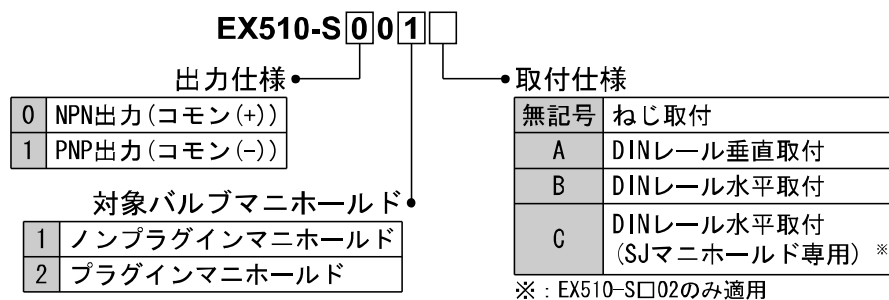 EX510-S001□
出力仕様
0 NPN出力(コモン(+))
1 PNP出力(コモン(-))
対象バルブマニホールド
1 ノンプラグインマニホールド
2 プラグインマニホールド
取付仕様
無記号 ねじ取付
A DINレール垂直取付
B DINレール水平取付
C DINレール水平取付
(SJマニホールド専用) ※
※:EX510-S□02のみ適用